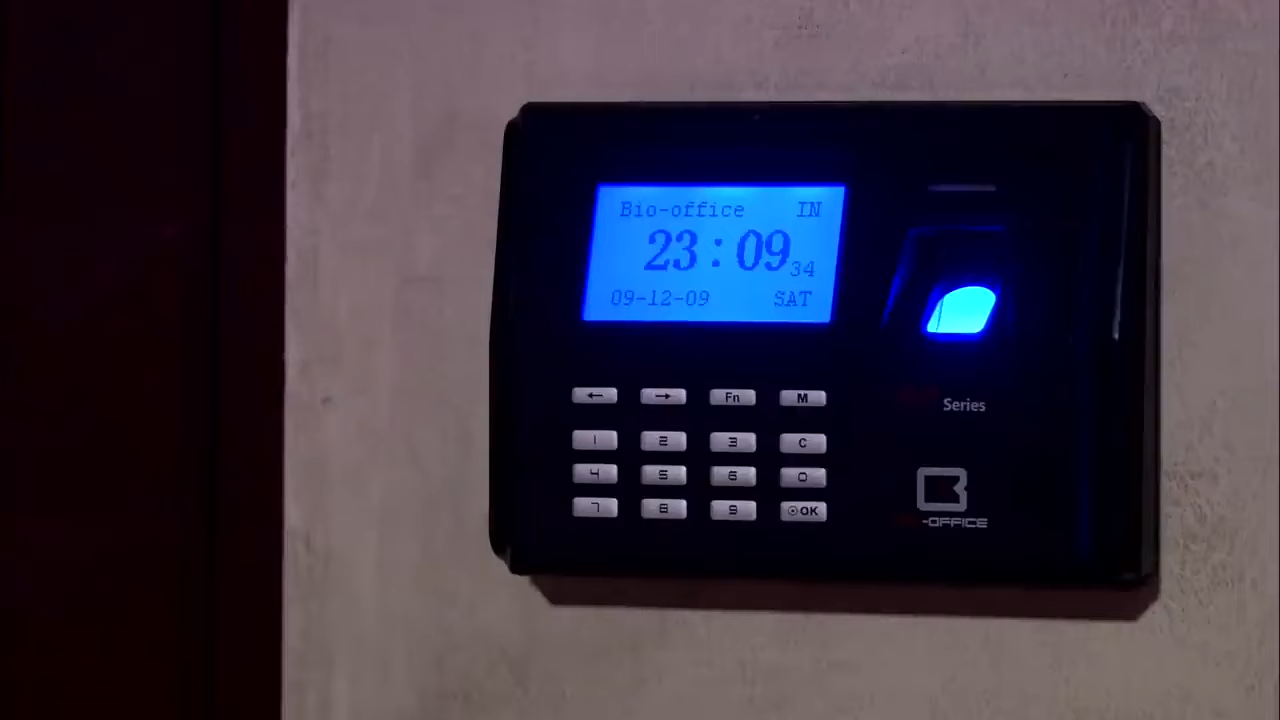 Bio-office IN
23:09 34
09-12-09 SAT
← → Fn M
1 2 3 C
4 5 6 0
7 8 9 OK
Series
-OFFICE